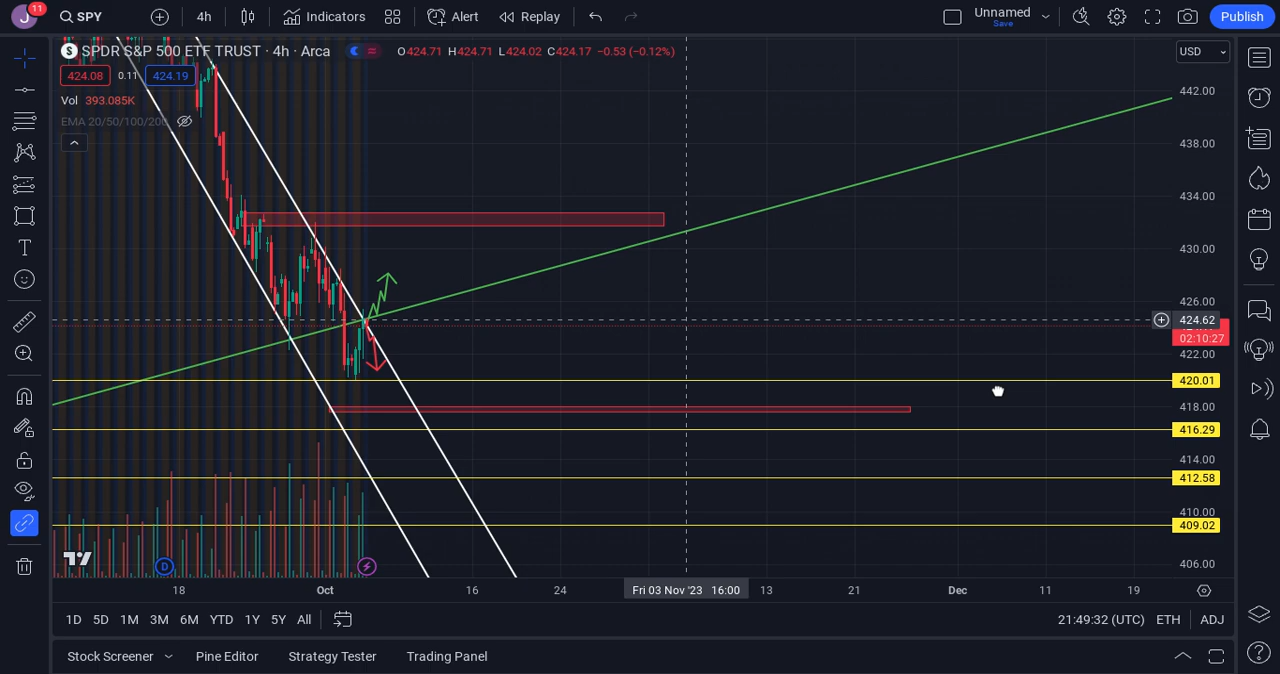 J 11 SPY 4h Indicators Alert Replay Unnamed Save Publish
S SPDR S&P 500 ETF TRUST · 4h · Arca O424.71 H424.71 L424.02 C424.17 −0.53 (−0.12%) USD
424.08 0.11 424.19
Vol 393.085K
EMA 20/50/100/200
442.00
438.00
434.00
430.00
426.00
424.62
02:10:27
422.00
420.01
418.00
416.29
414.00
412.58
410.00
409.02
406.00
D
18 Oct 16 24 Fri 03 Nov '23 16:00 13 21 Dec 11 19
1D 5D 1M 3M 6M YTD 1Y 5Y All 21:49:32 (UTC) ETH ADJ
Stock Screener Pine Editor Strategy Tester Trading Panel